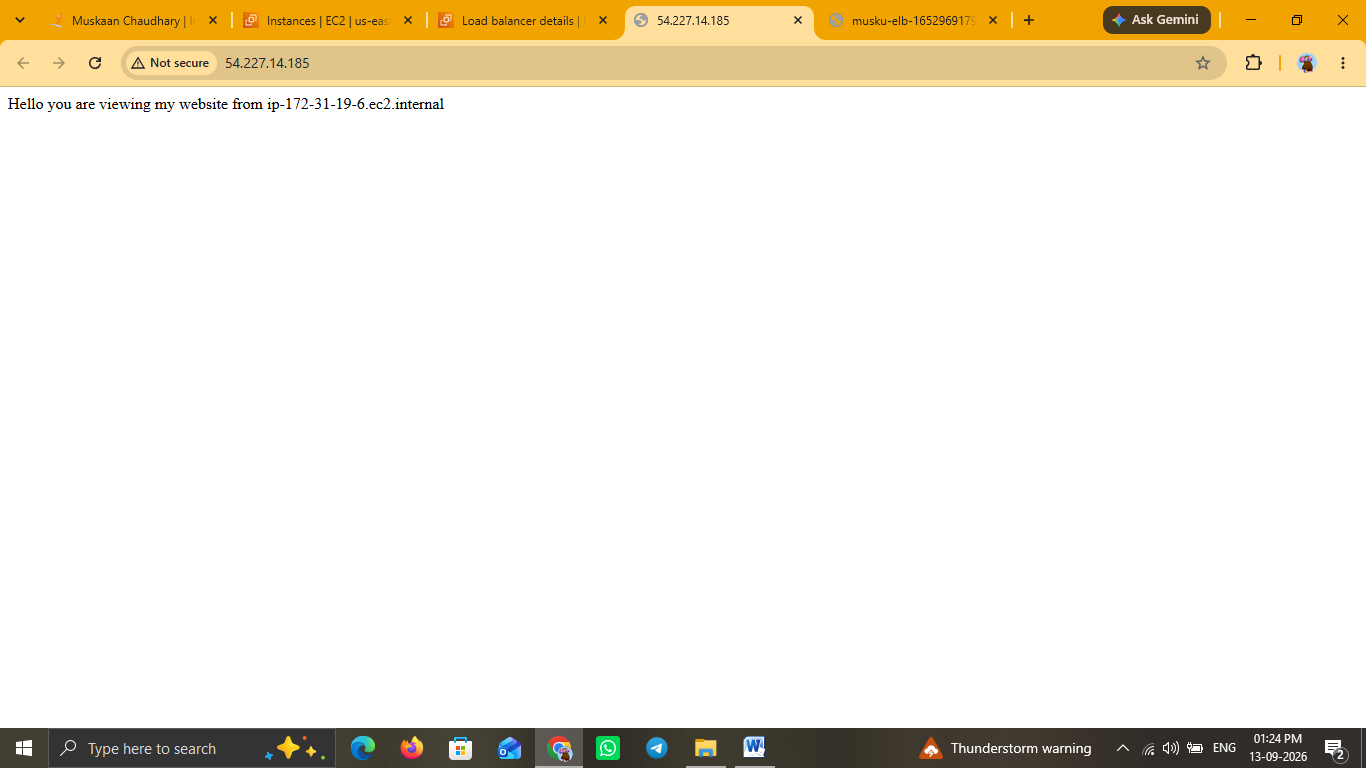 Muskaan Chaudhary | I
Instances | EC2 | us-eas
Load balancer details |
54.227.14.185
musku-elb-1652969179
Ask Gemini
Not secure
54.227.14.185
Hello you are viewing my website from ip-172-31-19-6.ec2.internal
Type here to search
Thunderstorm warning
ENG
01:24 PM
13-09-2026
2